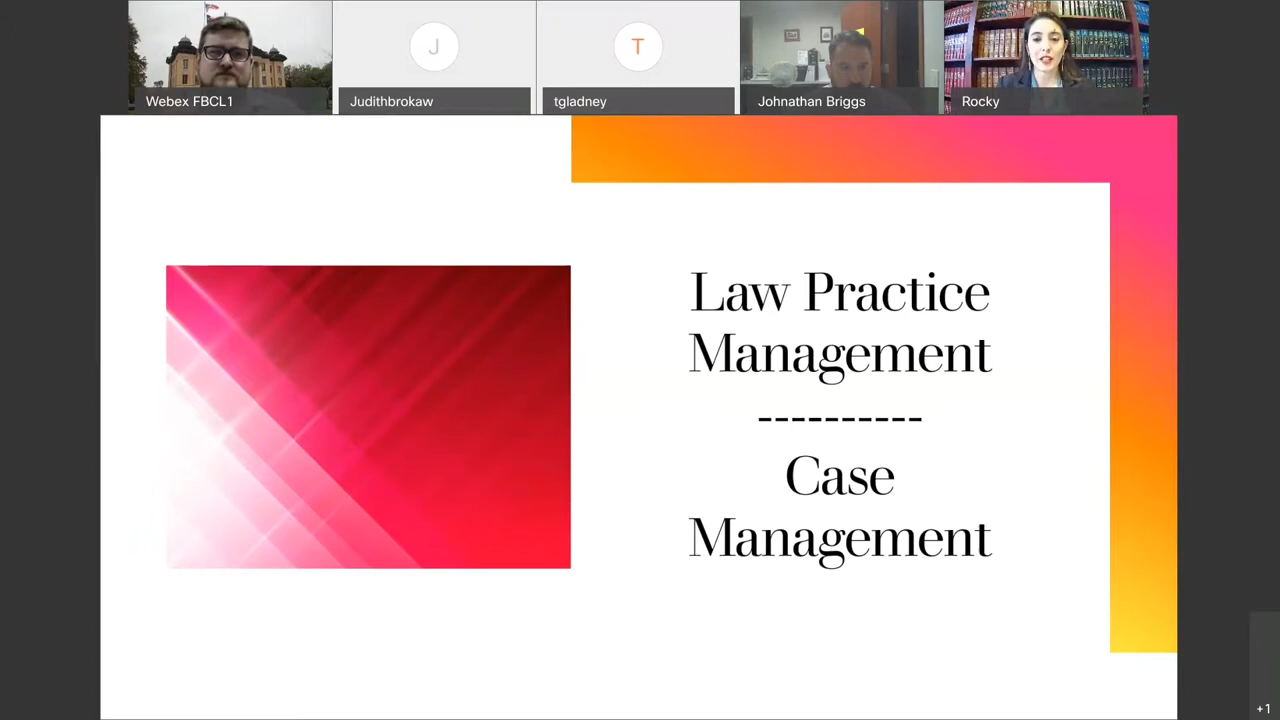 J
T
Webex FBCL1
Judithbrokaw
tgladney
Johnathan Briggs
Rocky
Law Practice
Management
----------
Case
Management
+1